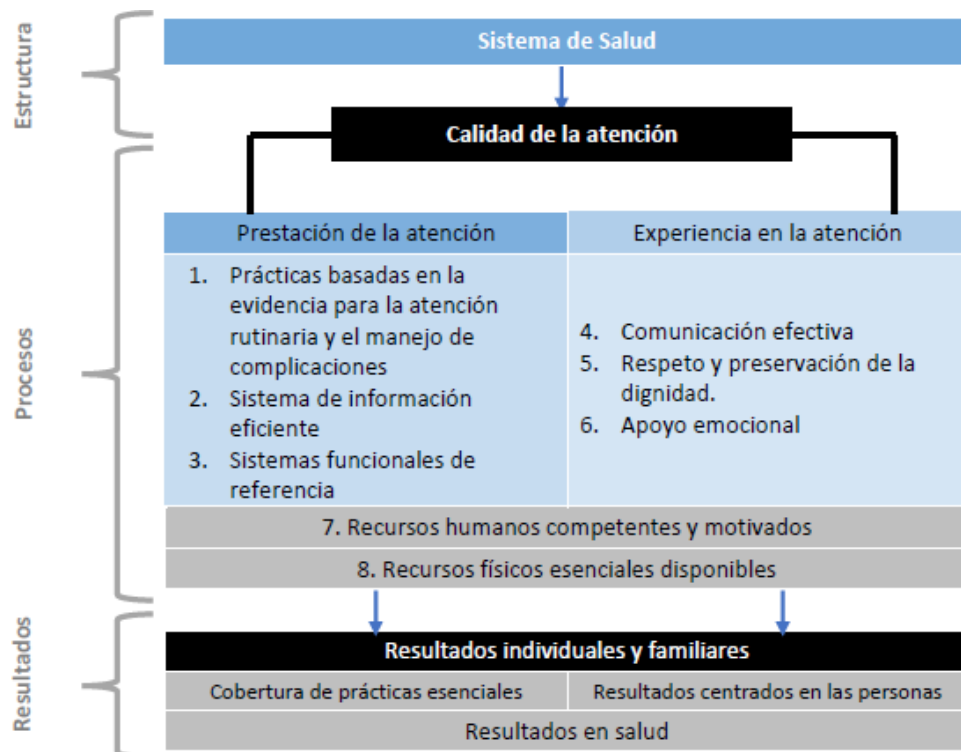 Estructura
Sistema de Salud
Calidad de la atención
Procesos
Prestación de la atención
1. Prácticas basadas en la
evidencia para la atención
rutinaria y el manejo de
complicaciones
2. Sistema de información
eficiente
3. Sistemas funcionales de
referencia
Experiencia en la atención
4. Comunicación efectiva
5. Respeto y preservación de la
dignidad.
6. Apoyo emocional
7. Recursos humanos competentes y motivados
8. Recursos físicos esenciales disponibles
Resultados
Resultados individuales y familiares
Cobertura de prácticas esenciales
Resultados centrados en las personas
Resultados en salud